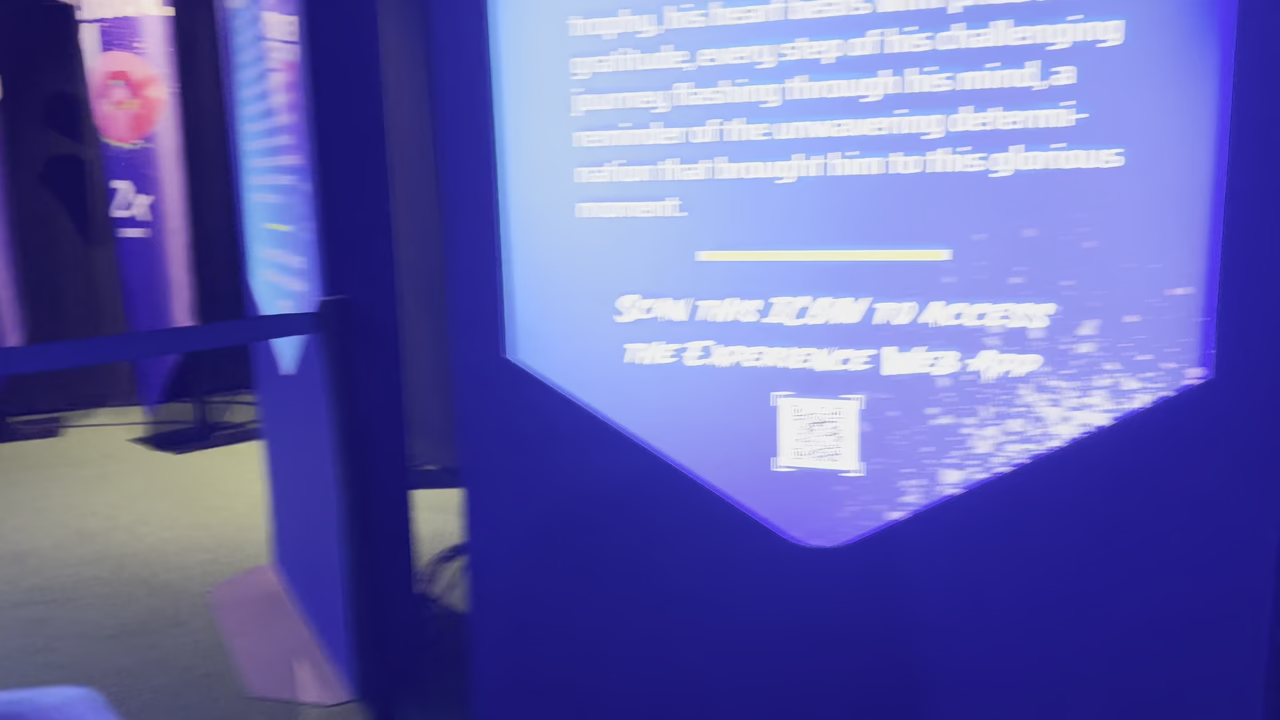 trophy, his heart beats with
gratitude, every step of his challenging
journey flashing through his mind, a
reminder of the unwavering determi-
nation that brought him to this glorious
moment.
Scan this ICON to access
the Experience Web-App